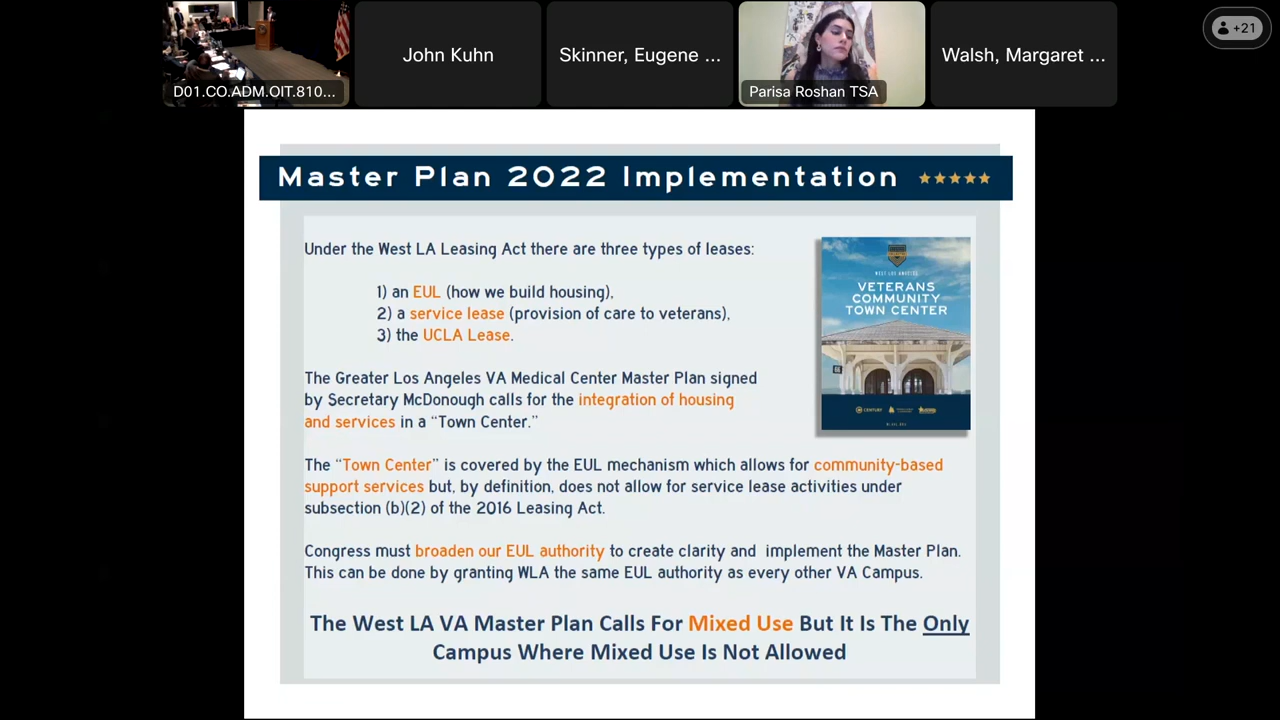 D01.CO.ADM.OIT.810...
John Kuhn
Skinner, Eugene ...
Parisa Roshan TSA
Walsh, Margaret ...
+21
Master Plan 2022 Implementation
Under the West LA Leasing Act there are three types of leases:
1) an EUL (how we build housing),
2) a service lease (provision of care to veterans),
3) the UCLA Lease.
The Greater Los Angeles VA Medical Center Master Plan signed
by Secretary McDonough calls for the integration of housing
and services in a “Town Center.”
WEST LOS ANGELES
VETERANS
COMMUNITY
TOWN CENTER
CENTURY
The “Town Center” is covered by the EUL mechanism which allows for community-based
support services but, by definition, does not allow for service lease activities under
subsection (b)(2) of the 2016 Leasing Act.
Congress must broaden our EUL authority to create clarity and implement the Master Plan.
This can be done by granting WLA the same EUL authority as every other VA Campus.
The West LA VA Master Plan Calls For Mixed Use But It Is The Only
Campus Where Mixed Use Is Not Allowed